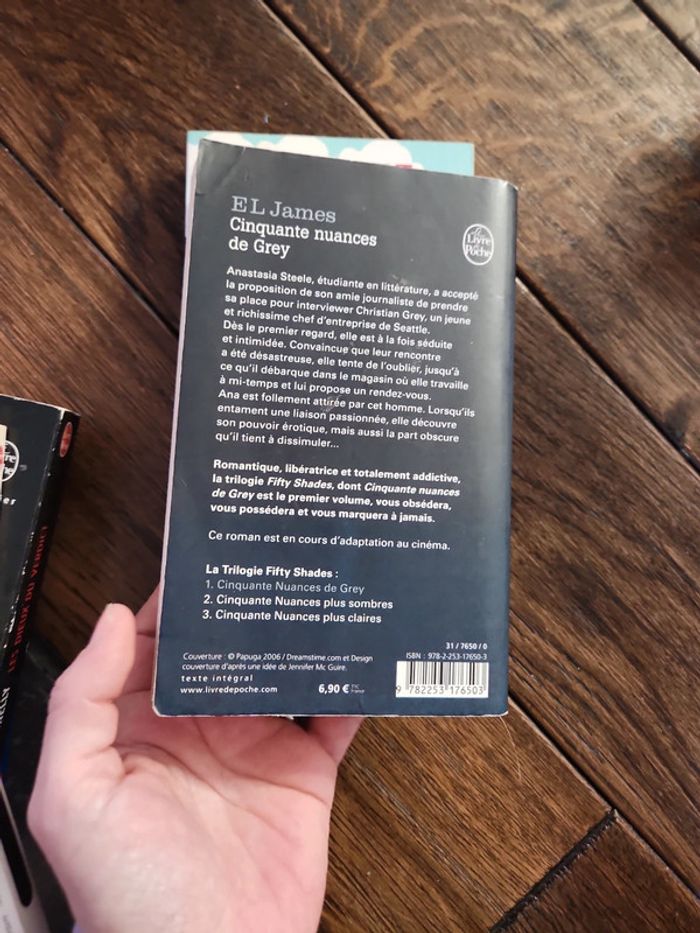 E L James
Cinquante nuances
de Grey
Le
Livre
de
Poche
Anastasia Steele, étudiante en littérature, a accepté
la proposition de son amie journaliste de prendre
sa place pour interviewer Christian Grey, un jeune
et richissime chef d'entreprise de Seattle.
Dès le premier regard, elle est à la fois séduite
et intimidée. Convaincue que leur rencontre
a été désastreuse, elle tente de l'oublier, jusqu'à
ce qu'il débarque dans le magasin où elle travaille
à mi-temps et lui propose un rendez-vous.
Ana est follement attirée par cet homme. Lorsqu'ils
entament une liaison passionnée, elle découvre
son pouvoir érotique, mais aussi la part obscure
qu'il tient à dissimuler...
Romantique, libératrice et totalement addictive,
la trilogie Fifty Shades, dont Cinquante nuances
de Grey est le premier volume, vous obsédera,
vous possédera et vous marquera à jamais.
Ce roman est en cours d'adaptation au cinéma.
La Trilogie Fifty Shades :
1. Cinquante Nuances de Grey
2. Cinquante Nuances plus sombres
3. Cinquante Nuances plus claires
Couverture : © Papuga 2006 / Dreamstime.com et Design
couverture d'après une idée de Jennifer Mc Guire.
texte intégral
www.livredepoche.com
6,90 € TTC
France
31 / 7650 / 0
ISBN : 978-2-253-17650-3
9 782253 176503